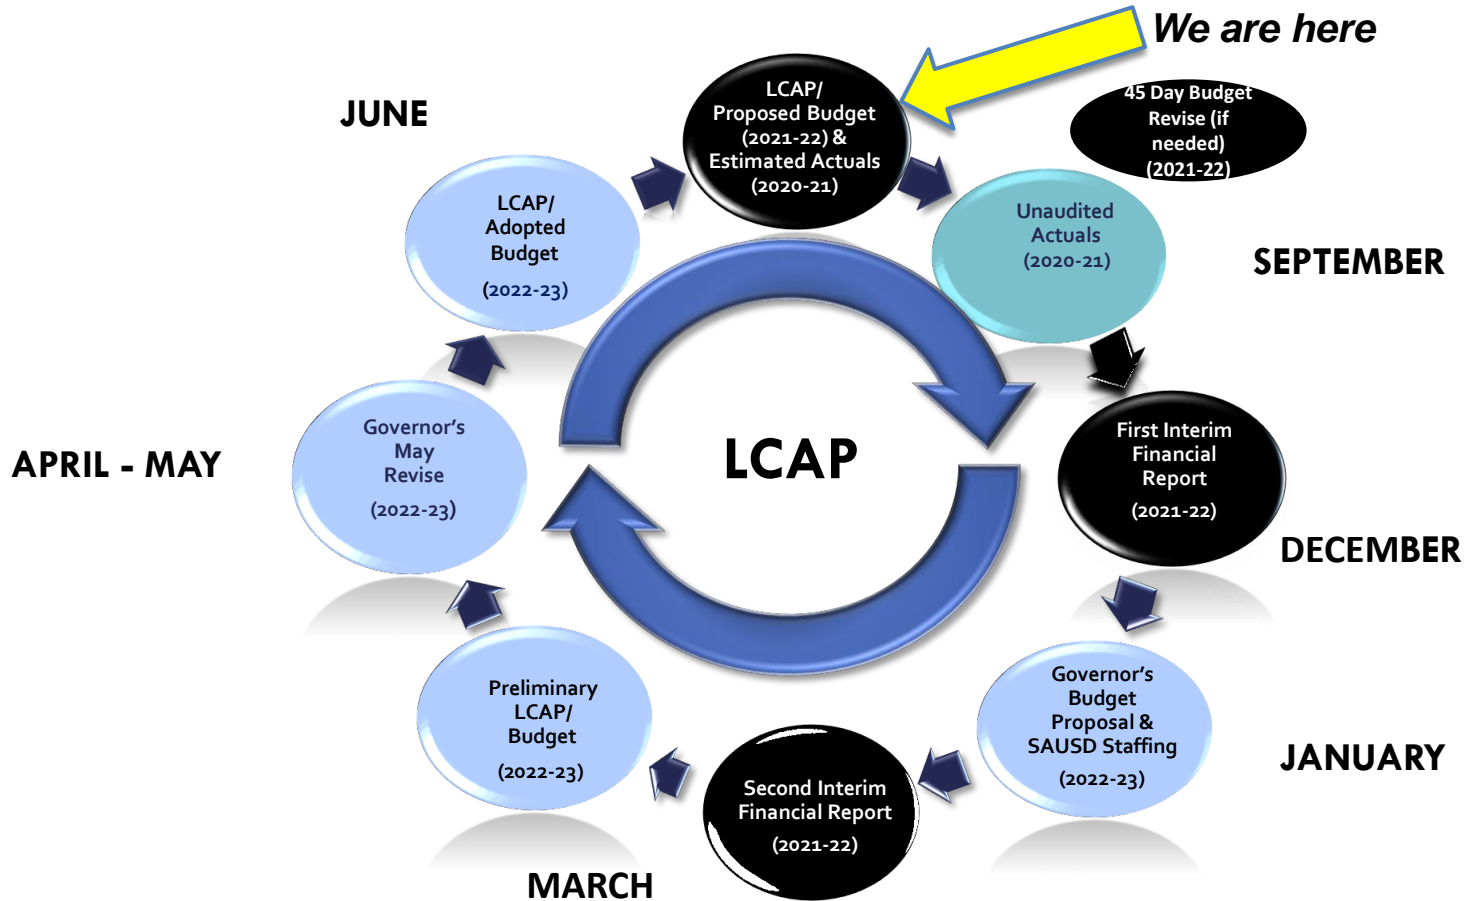 We are here
JUNE
LCAP/
Proposed Budget
(2021-22) &
Estimated Actuals
(2020-21)
45 Day Budget
Revise (if
needed)
(2021-22)
LCAP/
Adopted
Budget
(2022-23)
Unaudited
Actuals
(2020-21)
SEPTEMBER
Governor's
May
Revise
(2022-23)
APRIL - MAY
LCAP
First Interim
Financial
Report
(2021-22)
DECEMBER
Preliminary
LCAP/
Budget
(2022-23)
Governor's
Budget
Proposal &
SAUSD Staffing
(2022-23)
JANUARY
Second Interim
Financial Report
(2021-22)
MARCH